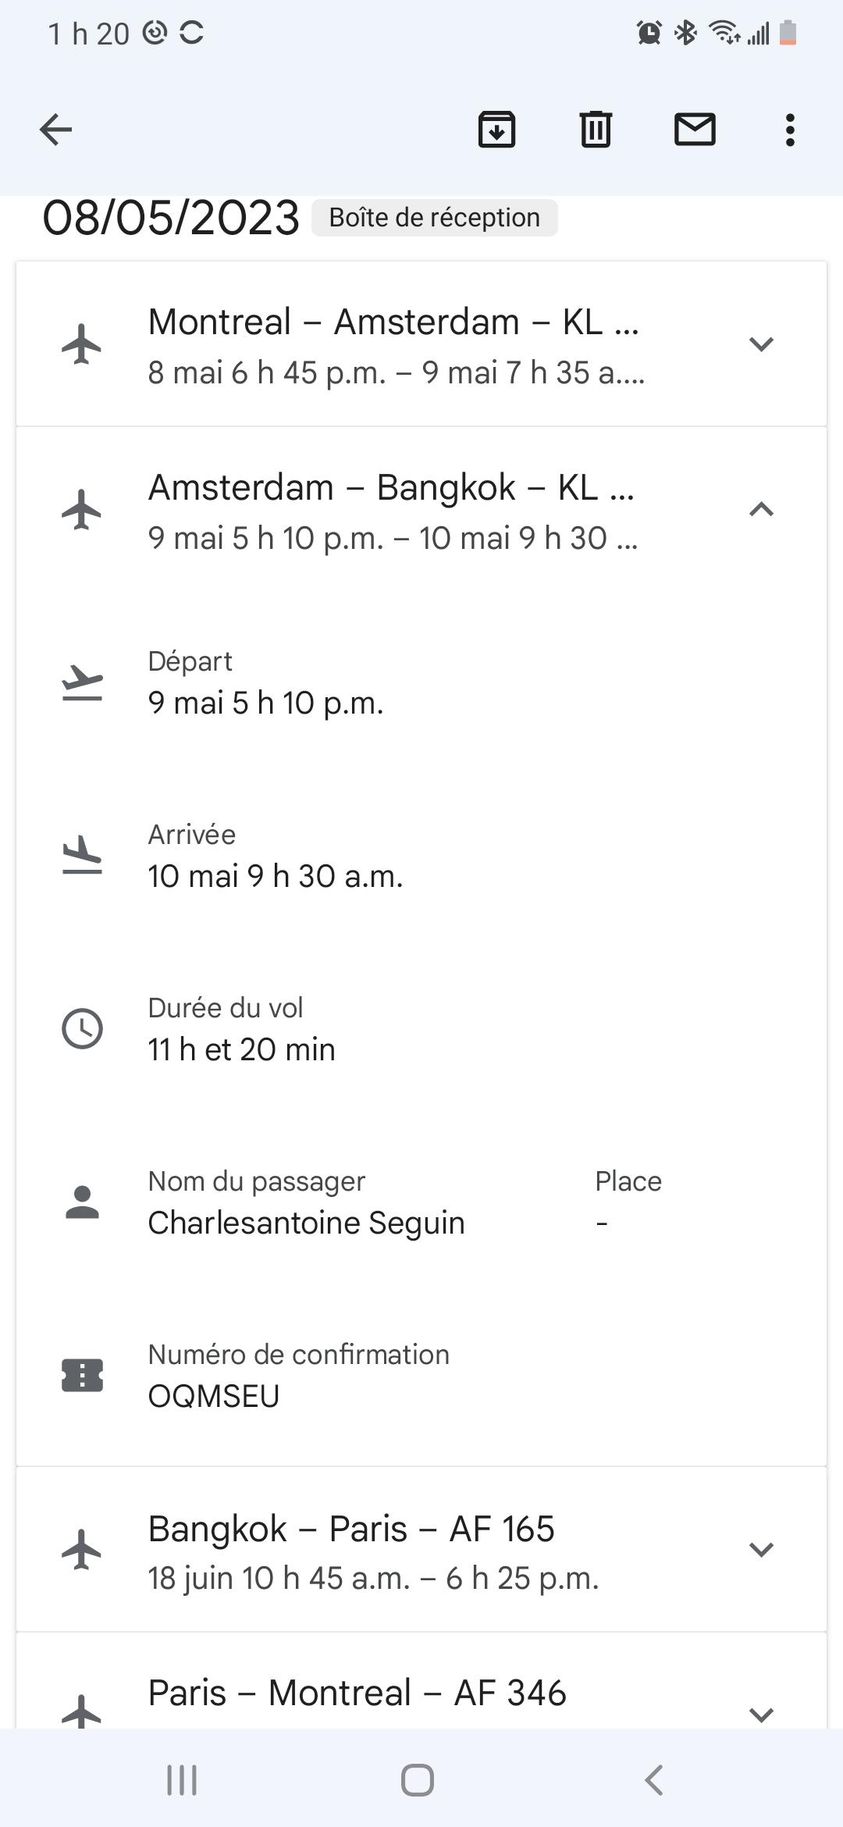 1 h 20
08/05/2023 Boîte de réception
Montreal – Amsterdam – KL ...
8 mai 6 h 45 p.m. – 9 mai 7 h 35 a....
Amsterdam – Bangkok – KL ...
9 mai 5 h 10 p.m. – 10 mai 9 h 30 ...
Départ
9 mai 5 h 10 p.m.
Arrivée
10 mai 9 h 30 a.m.
Durée du vol
11 h et 20 min
Nom du passager Place
Charlesantoine Seguin -
Numéro de confirmation
OQMSEU
Bangkok – Paris – AF 165
18 juin 10 h 45 a.m. – 6 h 25 p.m.
Paris – Montreal – AF 346